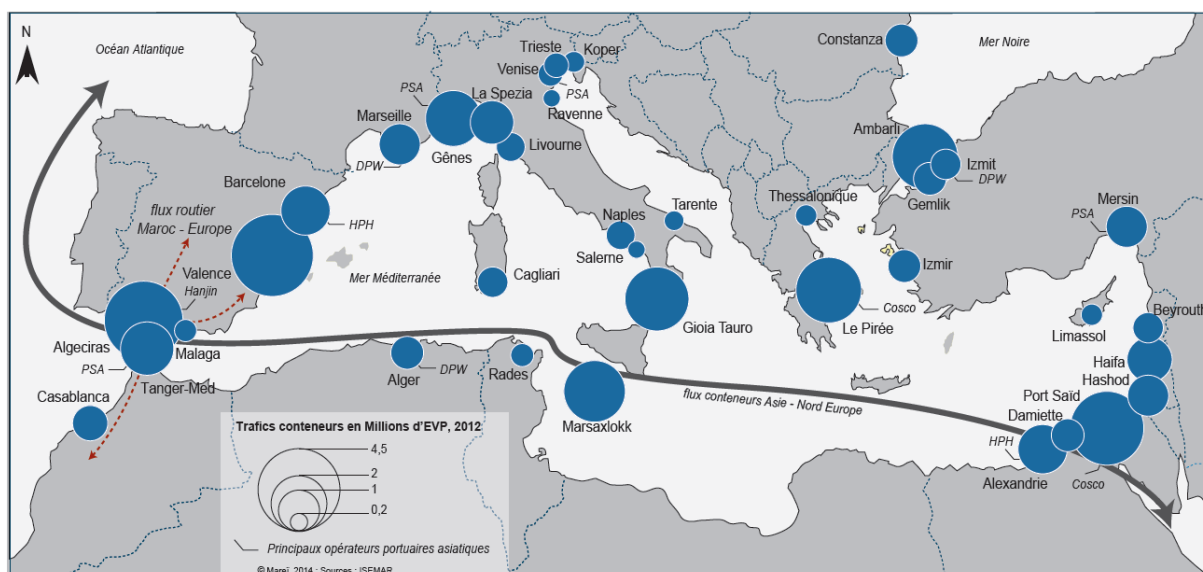 N
Océan Atlantique
Mer Noire
Constanza
Trieste
Koper
Venise
PSA
Ravenne
PSA
La Spezia
Marseille
DPW
Gênes
Livourne
Ambarli
Izmit
DPW
Gemlik
Barcelone
HPH
flux routier
Maroc - Europe
Valence
Hanjin
Mer Méditerranée
Cagliari
Naples
Salerne
Tarente
Thessalonique
Mersin
PSA
Izmir
Gioia Tauro
Cosco
Le Pirée
Limassol
Beyrouth
Haifa
Hashod
Port Saïd
Damiette
HPH
Alexandrie
Cosco
Algeciras
PSA
Malaga
Tanger-Med
Casablanca
Alger
DPW
Rades
Marsaxlokk
flux conteneurs Asie - Nord Europe
Trafics conteneurs en Millions d'EVP, 2012
4,5
2
1
0,2
Principaux opérateurs portuaires asiatiques
© Mareï, 2014 ; Sources : ISEMAR